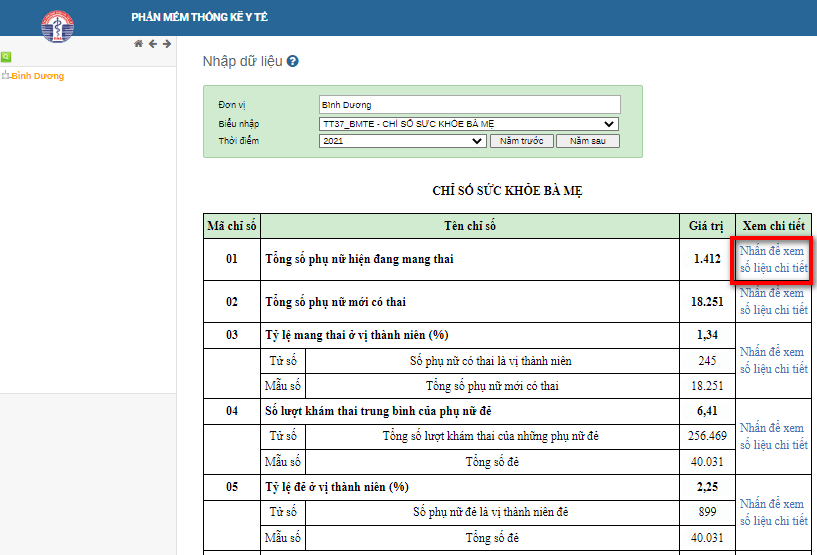 PHẦN MỀM THỐNG KÊ Y TẾ
Bình Dương
Nhập dữ liệu
Đơn vị Bình Dương
Biểu nhập TT37_BMTE - CHỈ SỐ SỨC KHỎE BÀ MẸ
Thời điểm 2021 Năm trước Năm sau
CHỈ SỐ SỨC KHỎE BÀ MẸ
Mã chỉ số Tên chỉ số Giá trị Xem chi tiết
01 Tổng số phụ nữ hiện đang mang thai 1.412 Nhấn để xem
số liệu chi tiết
02 Tổng số phụ nữ mới có thai 18.251 Nhấn để xem
số liệu chi tiết
03 Tỷ lệ mang thai ở vị thành niên (%) 1,34
Nhấn để xem
số liệu chi tiết
Tử số Số phụ nữ có thai là vị thành niên 245
Mẫu số Tổng số phụ nữ mới có thai 18.251
04 Số lượt khám thai trung bình của phụ nữ đẻ 6,41
Nhấn để xem
số liệu chi tiết
Tử số Tổng số lượt khám thai của những phụ nữ đẻ 256.469
Mẫu số Tổng số đẻ 40.031
05 Tỷ lệ đẻ ở vị thành niên (%) 2,25
Nhấn để xem
số liệu chi tiết
Tử số Số phụ nữ đẻ là vị thành niên đẻ 899
Mẫu số Tổng số đẻ 40.031